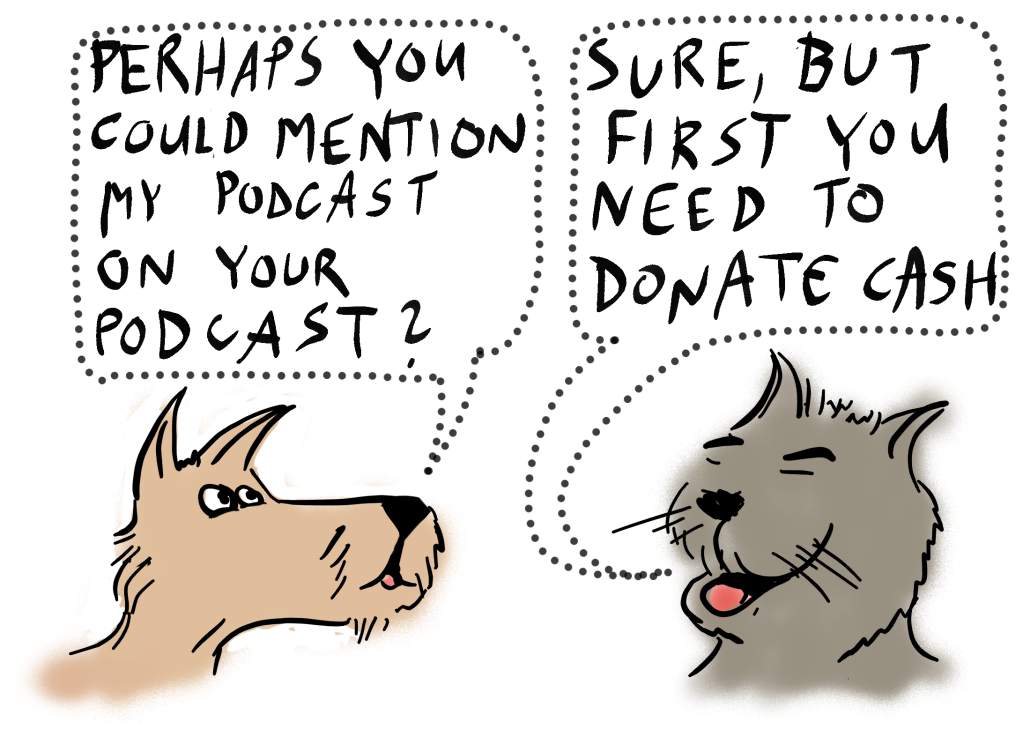 PERHAPS YOU
COULD MENTION
MY PODCAST
ON YOUR
PODCAST?
SURE, BUT
FIRST YOU
NEED TO
DONATE CASH